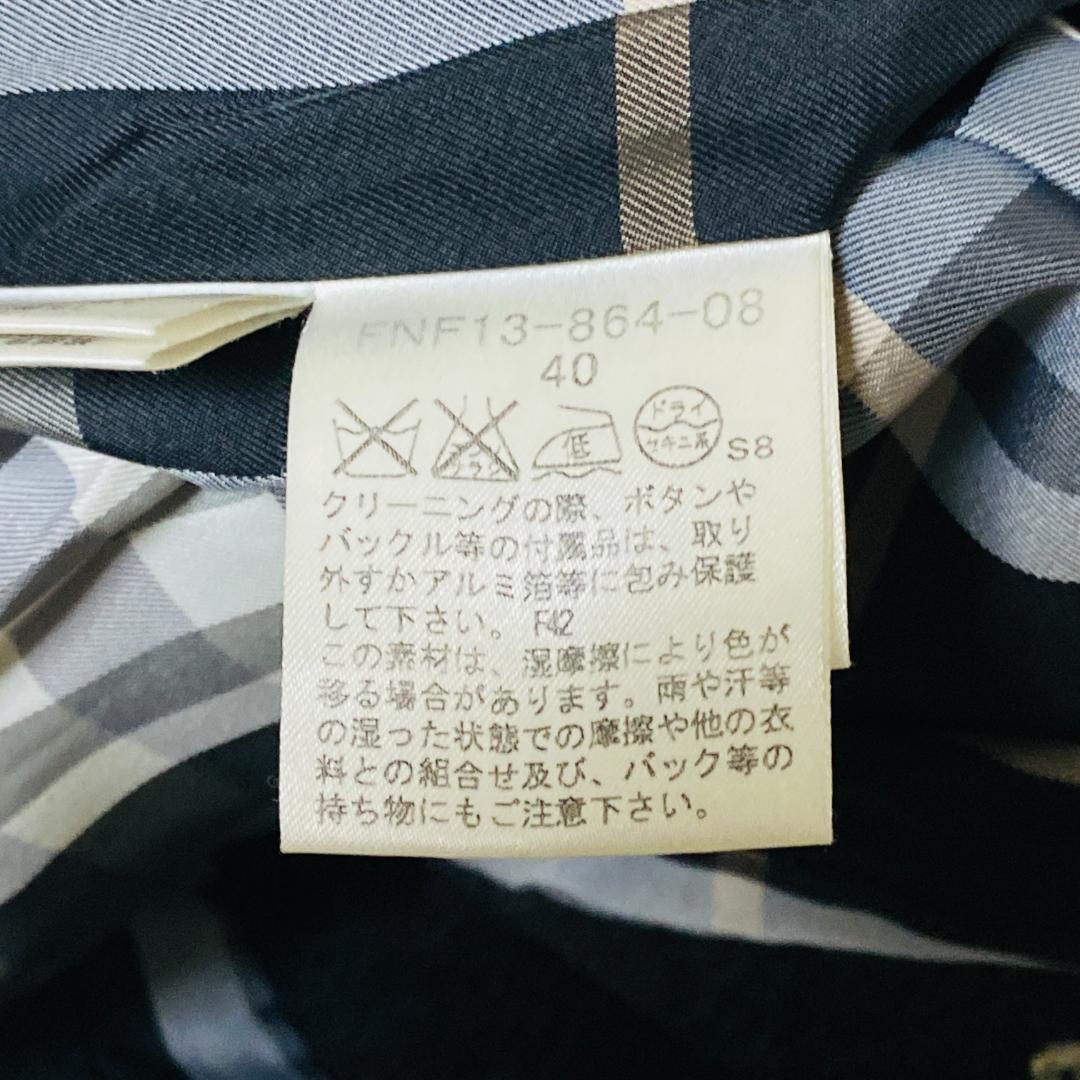 FNF13-864-08
40
低
ドライ
セキユ系
S8
クリーニングの際、ボタンや
バックル等の付属品は、取り
外すかアルミ箔等に包み保護
して下さい。 F42
この素材は、湿摩擦により色が
移る場合があります。雨や汗等
の湿った状態での摩擦や他の衣
料との組合せ及び、バック等の
持ち物にもご注意下さい。